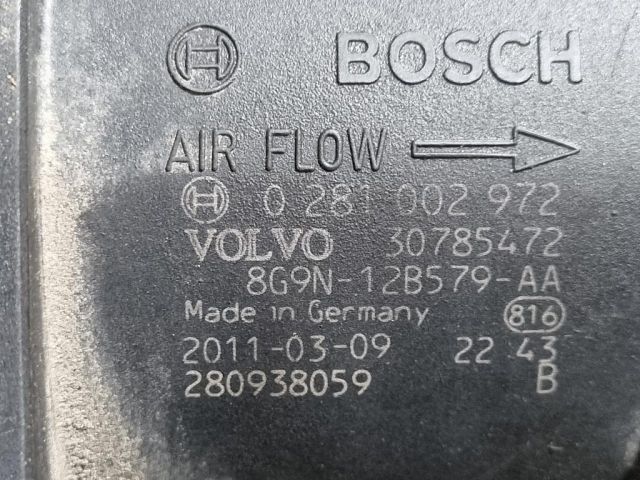 BOSCH
AIR FLOW
0 281 002 972
VOLVO 30785472
8G9N-12B579-AA
Made in Germany 816
2011-03-09 22 43
280938059 B